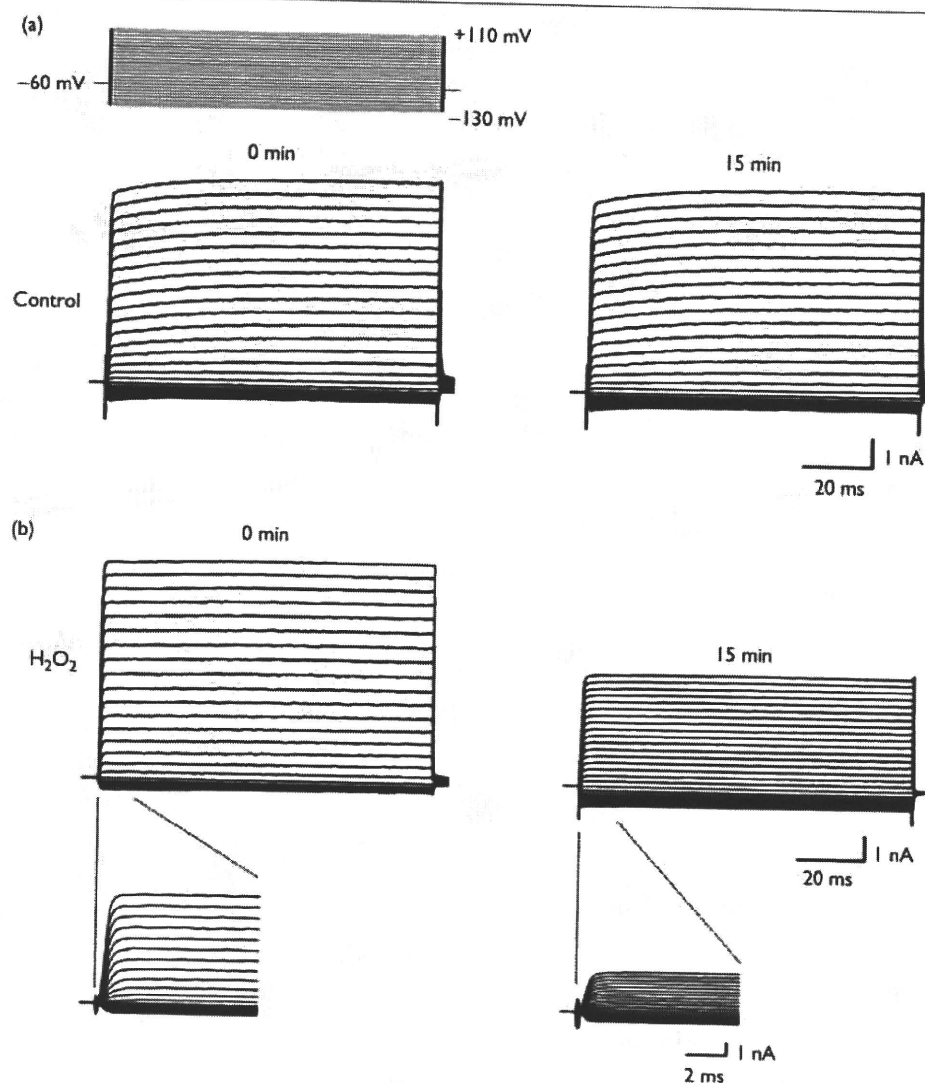 (a)
+110 mV
−60 mV
−130 mV
0 min
15 min
Control
1 nA
20 ms
(b)
0 min
H₂O₂
15 min
1 nA
20 ms
1 nA
2 ms